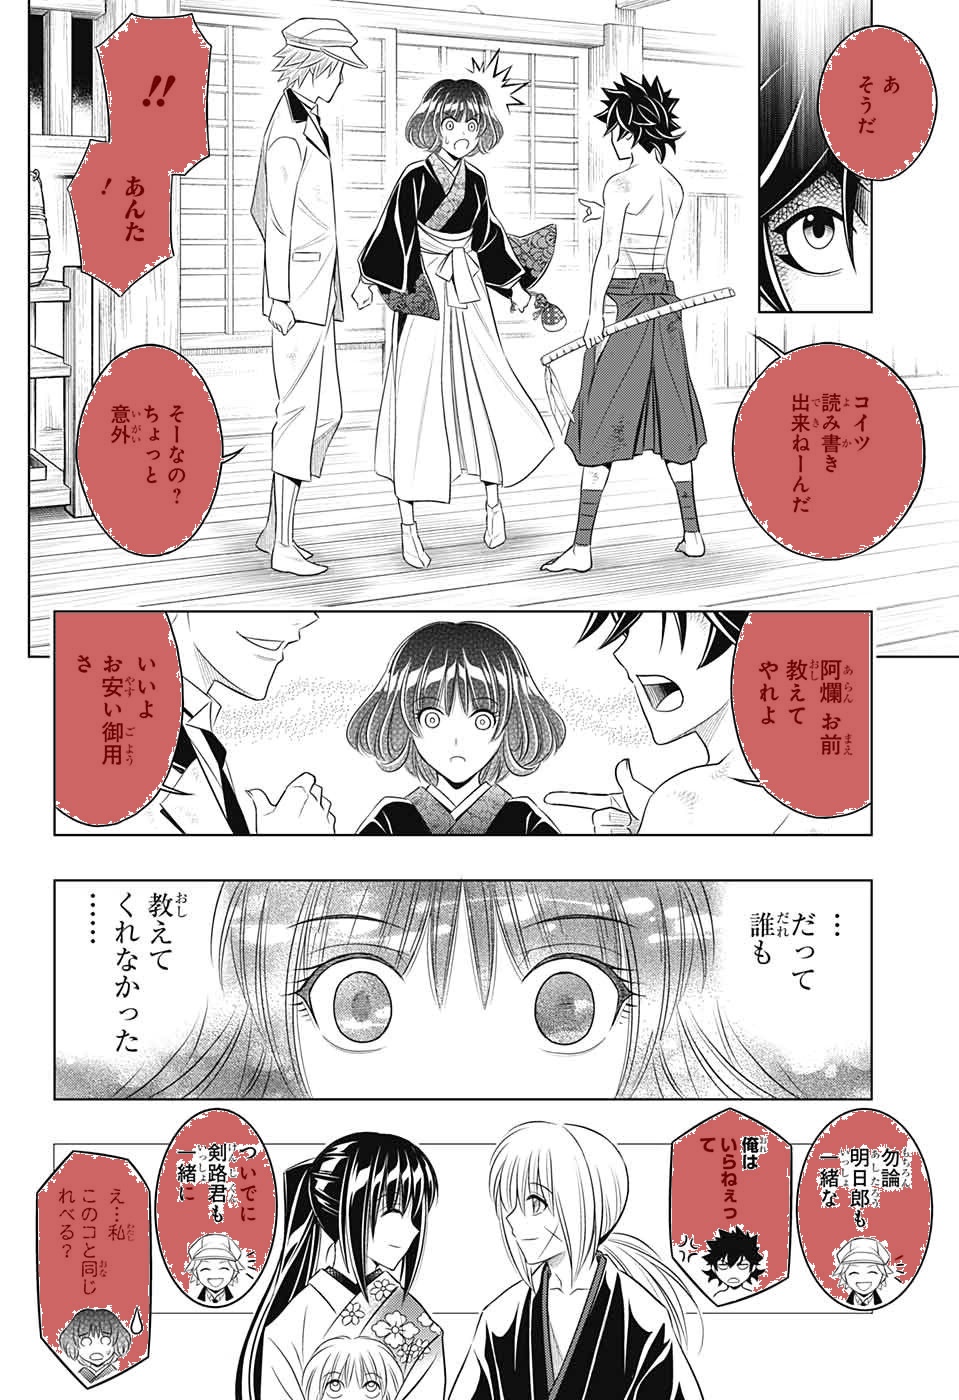 あ
そうだ
！！
あんた
！
コイツ
読み書き
出来ねーんだ
そーなの？
ちょっと
意外
阿爛 お前
教えて
やれよ
いいよ
お安い御用
さ
…
だって
誰も
教えて
くれなかった
……
勿論
明日郎も
一緒な
俺は
いらねぇっ
て
ついでに
剣路君も
一緒に
え…私
このコと同じ
れべる？